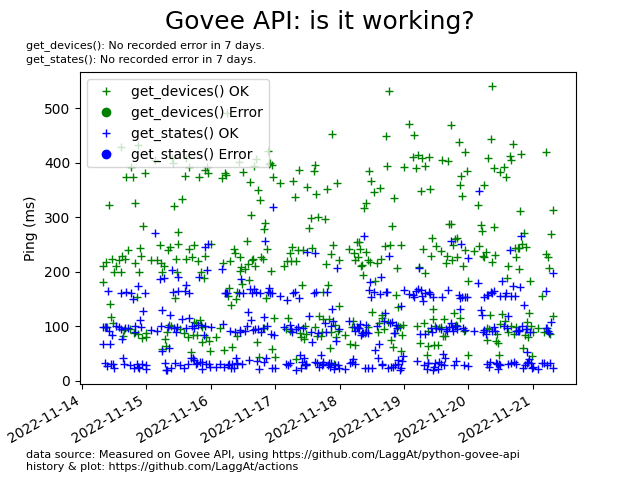 Govee API: is it working?
get_devices(): No recorded error in 7 days.
get_states(): No recorded error in 7 days.
get_devices() OK
get_devices() Error
get_states() OK
get_states() Error
Ping (ms)
500
400
300
200
100
0
2022-11-14
2022-11-15
2022-11-16
2022-11-17
2022-11-18
2022-11-19
2022-11-20
2022-11-21
data source: Measured on Govee API, using https://github.com/LaggAt/python-govee-api
history & plot: https://github.com/LaggAt/actions